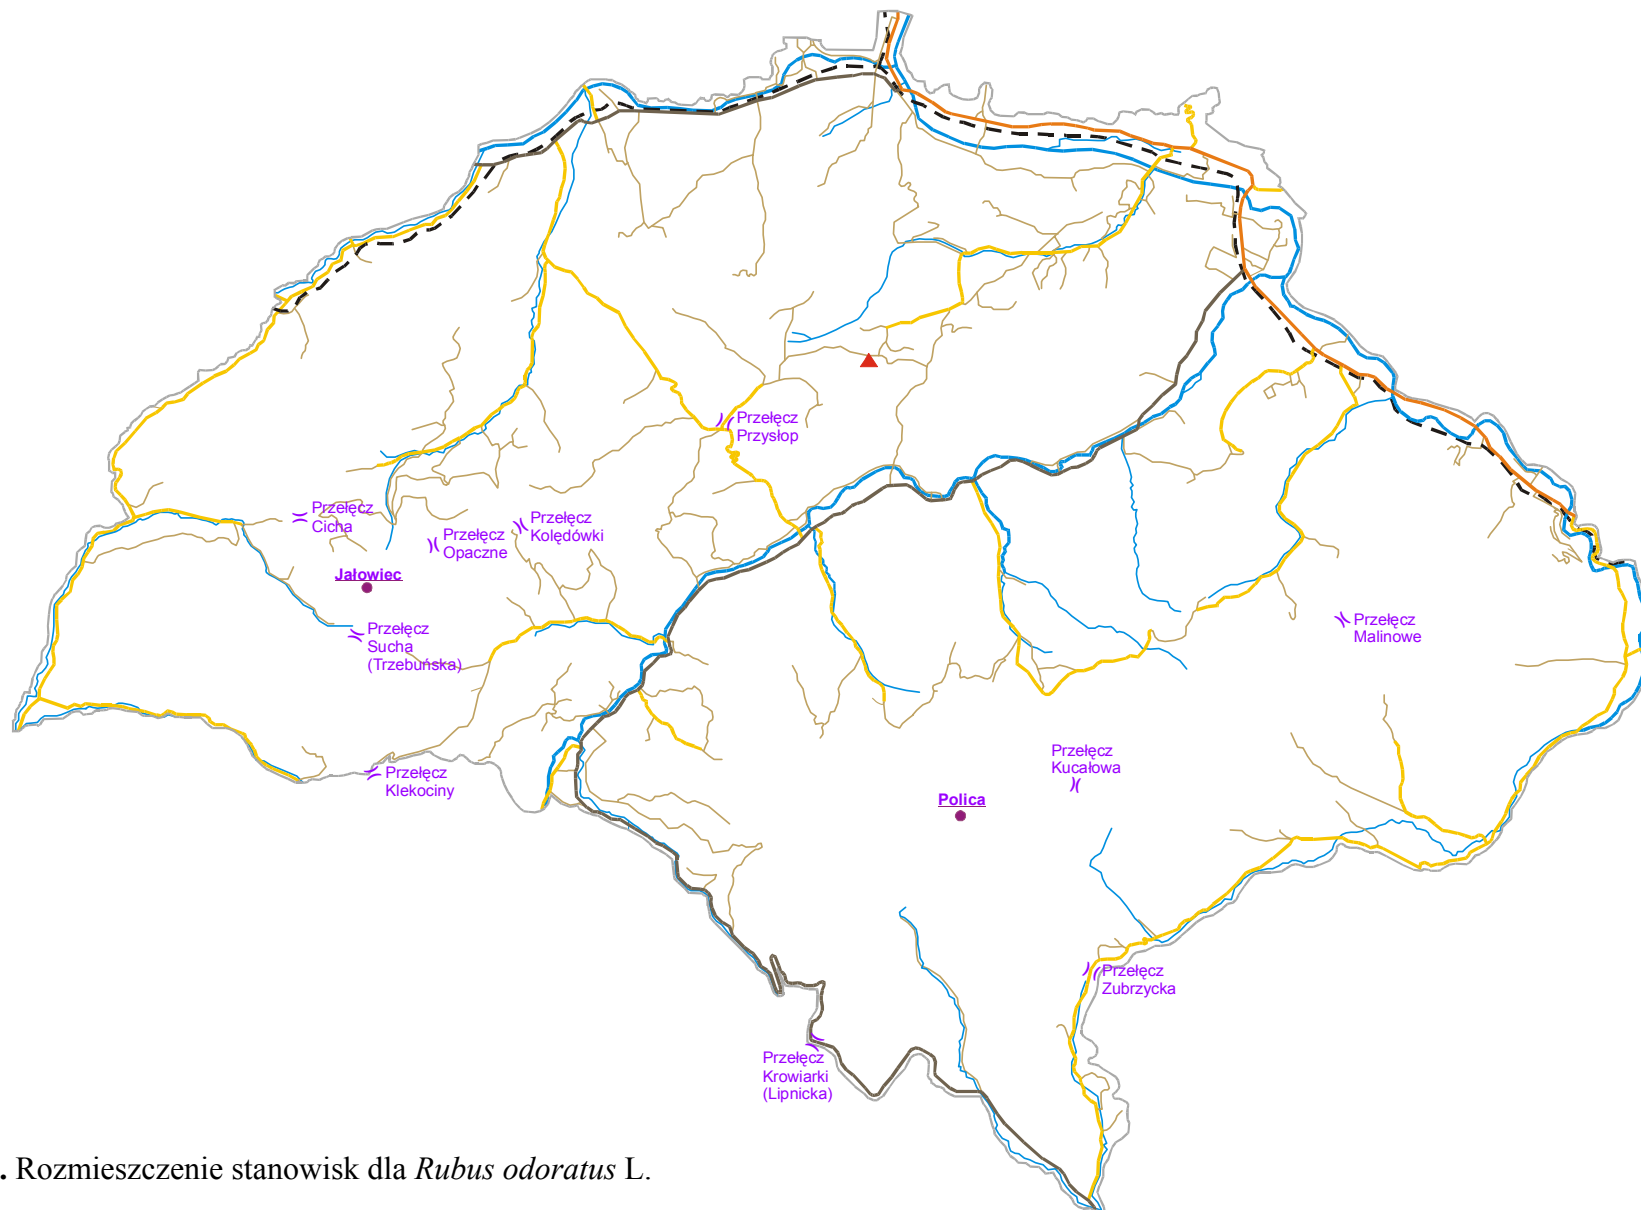 Przełęcz
Przysłop
Przełęcz
Cicha
Przełęcz
Kolędówki
Przełęcz
Opaczne
Jałowiec
Przełęcz
Sucha
(Trzebuńska)
Przełęcz
Malinowe
Przełęcz
Klekociny
Przełęcz
Kucałowa
Polica
Przełęcz
Zubrzycka
Przełęcz
Krowiarki
(Lipnicka)
. Rozmieszczenie stanowisk dla Rubus odoratus L.